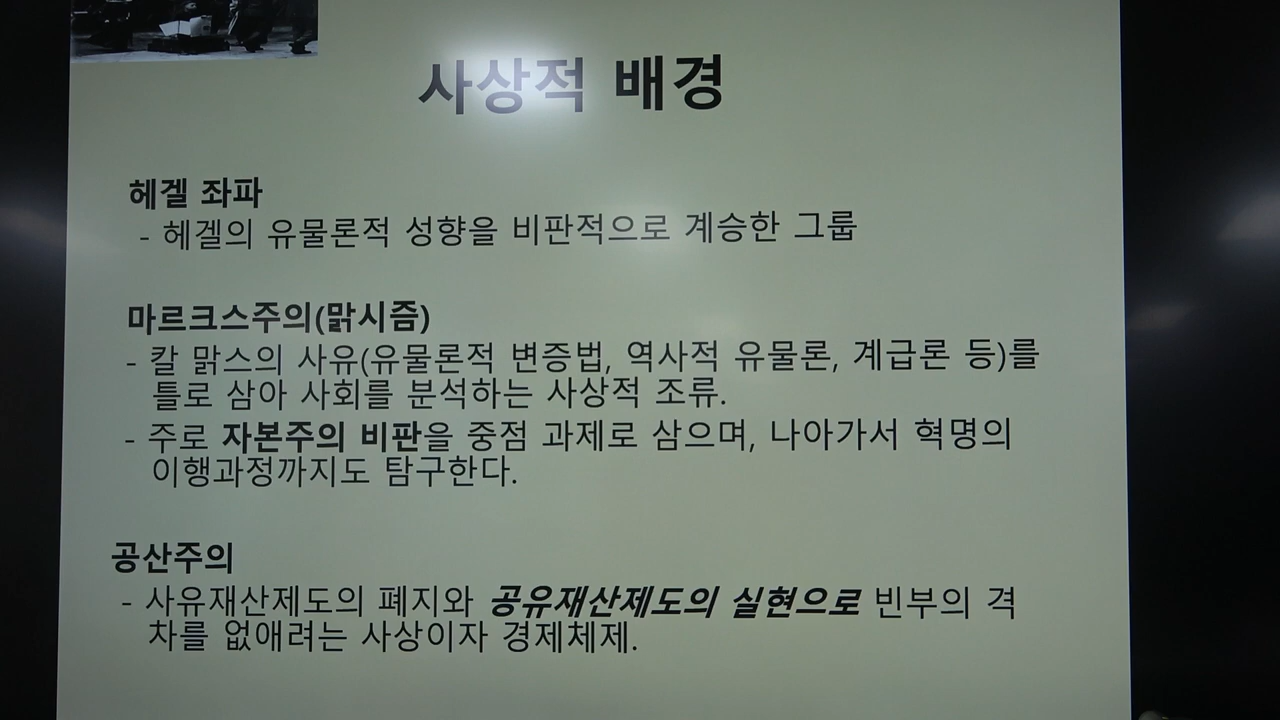 사상적 배경
헤겔 좌파
- 헤겔의 유물론적 성향을 비판적으로 계승한 그룹
마르크스주의(맑시즘)
- 칼 맑스의 사유(유물론적 변증법, 역사적 유물론, 계급론 등)를
틀로 삼아 사회를 분석하는 사상적 조류.
- 주로 자본주의 비판을 중점 과제로 삼으며, 나아가서 혁명의
이행과정까지도 탐구한다.
공산주의
- 사유재산제도의 폐지와 공유재산제도의 실현으로 빈부의 격
차를 없애려는 사상이자 경제체제.